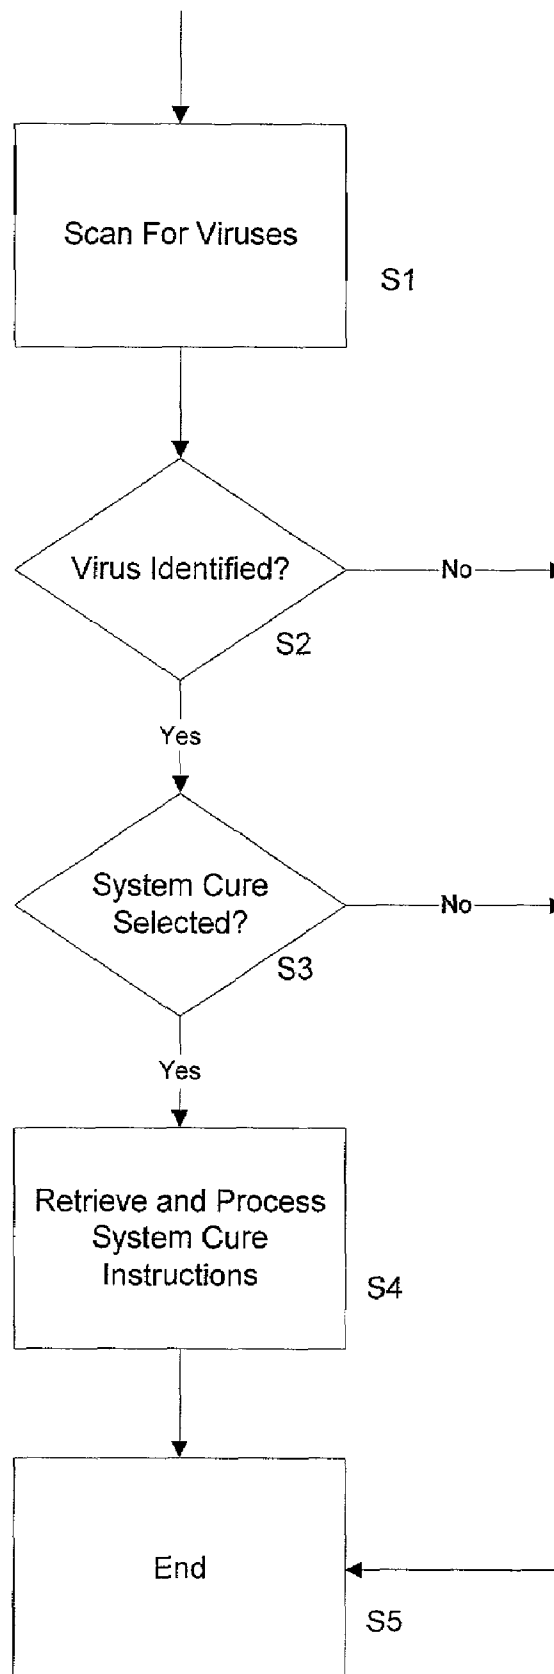 Scan For Viruses
S1
Virus Identified?
No
S2
Yes
System Cure
Selected?
No
S3
Yes
Retrieve and Process
System Cure
Instructions
S4
End
S5